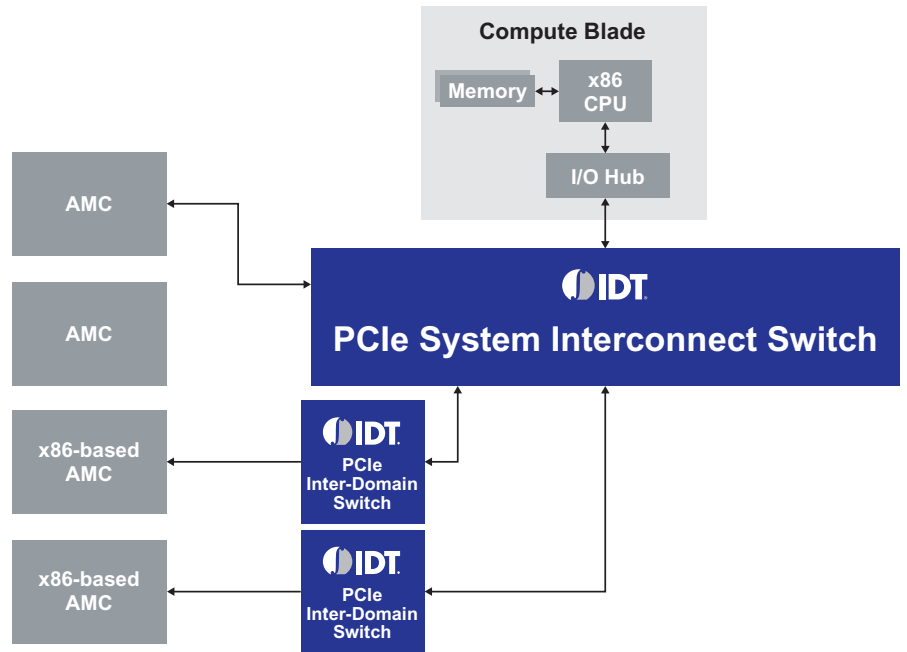 Compute Blade
Memory
x86
CPU
I/O Hub
AMC
IDT.
PCIe System Interconnect Switch
AMC
x86-based
AMC
IDT.
PCIe
Inter-Domain
Switch
x86-based
AMC
IDT.
PCIe
Inter-Domain
Switch